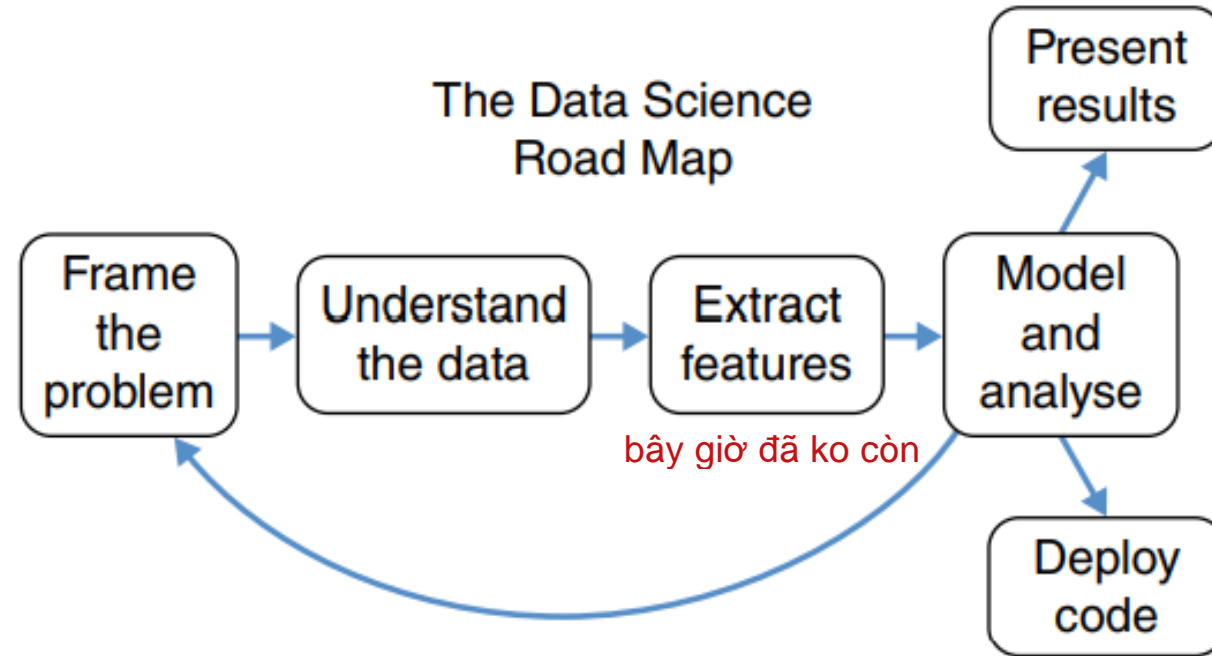 The Data Science
Road Map
Frame
the
problem
Understand
the data
Extract
features
bây giờ đã ko còn
Model
and
analyse
Present
results
Deploy
code